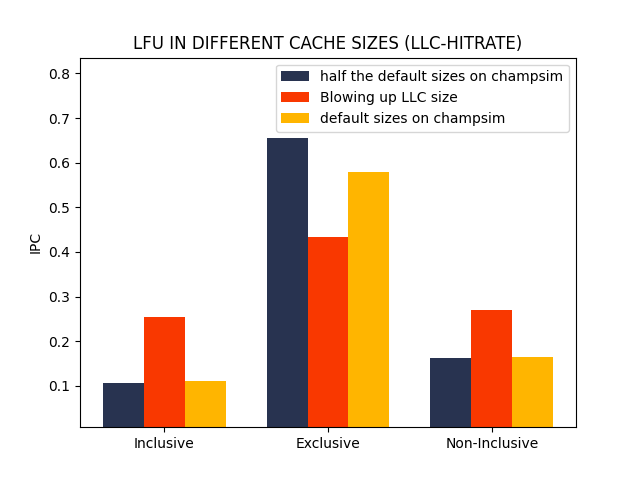 LFU IN DIFFERENT CACHE SIZES (LLC-HITRATE)
half the default sizes on champsim
Blowing up LLC size
default sizes on champsim
0.8
0.7
0.6
0.5
0.4
0.3
0.2
0.1
IPC
Inclusive
Exclusive
Non-Inclusive